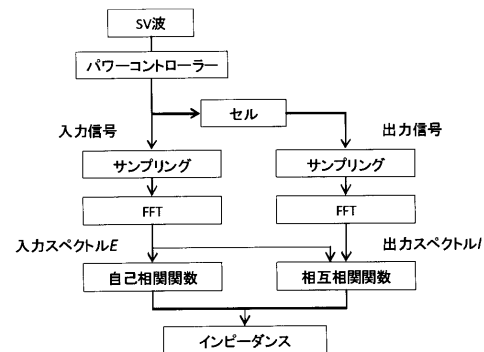 SV波
パワーコントローラー
セル
入力信号
出力信号
サンプリング
サンプリング
FFT
FFT
入力スペクトルE
出力スペクトルI
自己相関関数
相互相関関数
インピーダンス